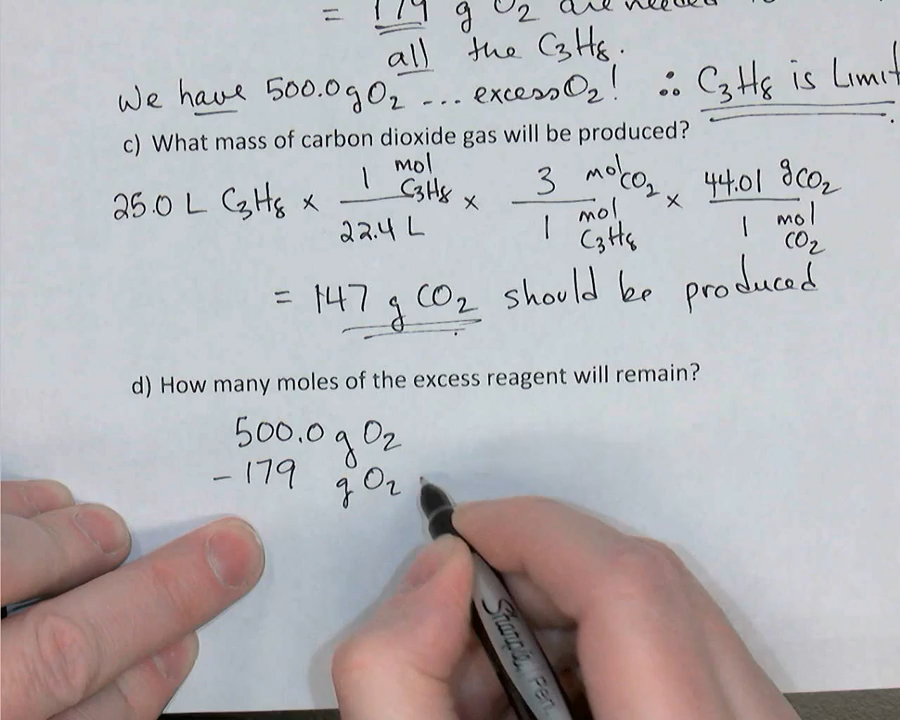 = 179 g O2 are needed
all the C3H8.
We have 500.0 g O2 ... excess O2! ∴ C3H8 is Limit
c) What mass of carbon dioxide gas will be produced?
25.0 L C3H8 × 1 mol C3H8 / 22.4 L × 3 mol CO2 / 1 mol C3H8 × 44.01 g CO2 / 1 mol CO2
= 147 g CO2 should be produced
d) How many moles of the excess reagent will remain?
500.0 g O2
- 179 g O2
Sharpie Pen